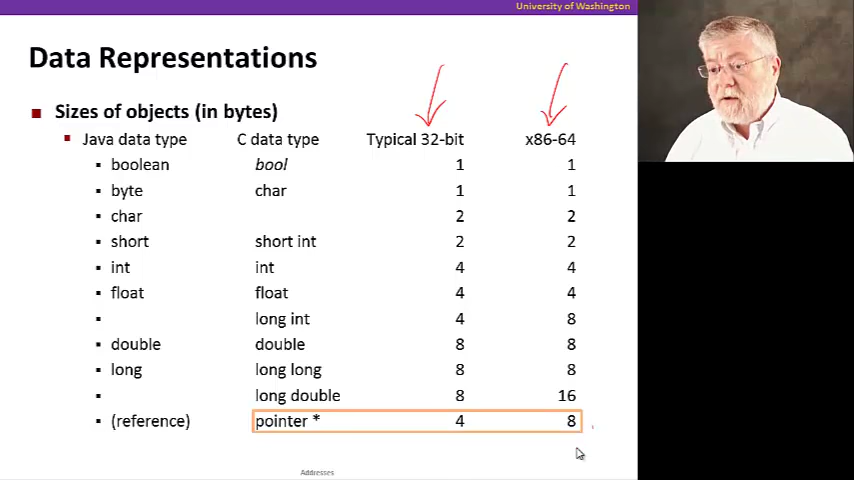 University of Washington
Data Representations
Sizes of objects (in bytes)
Java data type C data type Typical 32-bit x86-64
boolean bool 1 1
byte char 1 1
char 2 2
short short int 2 2
int int 4 4
float float 4 4
long int 4 8
double double 8 8
long long long 8 8
long double 8 16
(reference) pointer * 4 8
Addresses